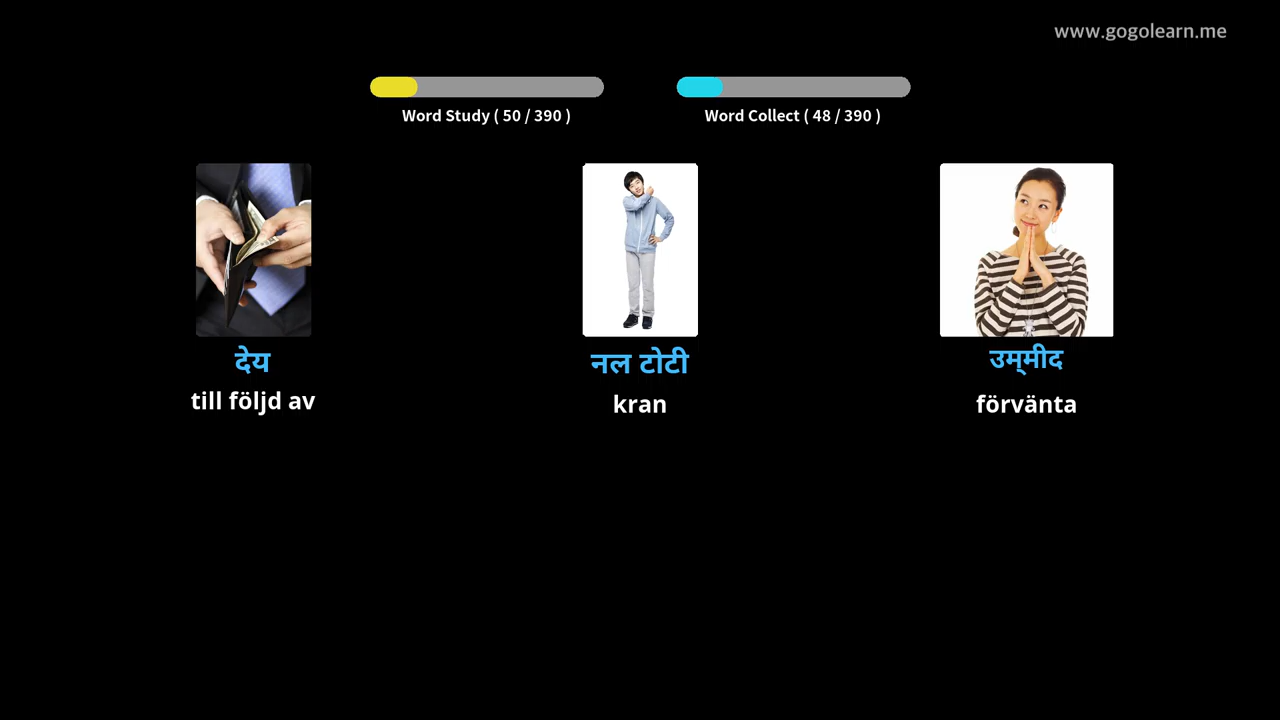 www.gogolearn.me
Word Study ( 50 / 390 )
Word Collect ( 48 / 390 )
देय
नल टोटी
उम्‌मीद
till följd av
kran
förvänta